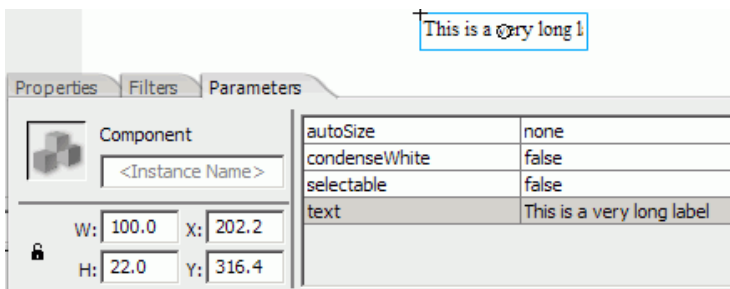 This is a very long l
Properties Filters Parameters
Component
<Instance Name>
W: 100.0 X: 202.2
H: 22.0 Y: 316.4
autoSize none
condenseWhite false
selectable false
text This is a very long label